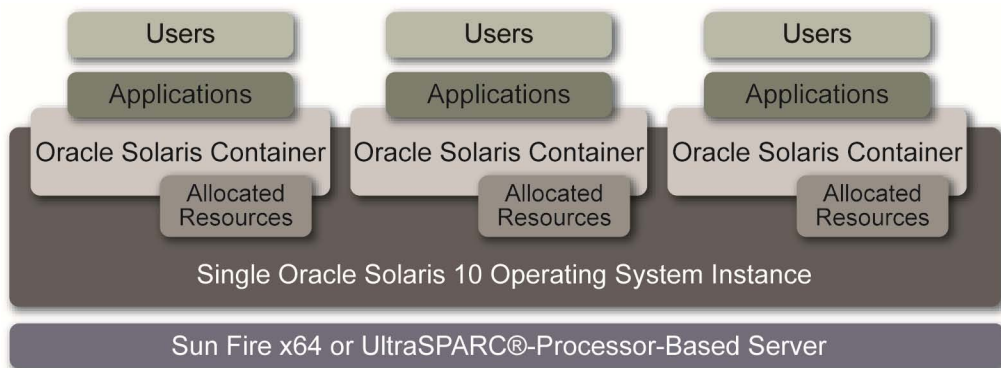 Users
Users
Users
Applications
Applications
Applications
Oracle Solaris Container
Oracle Solaris Container
Oracle Solaris Container
Allocated
Resources
Allocated
Resources
Allocated
Resources
Single Oracle Solaris 10 Operating System Instance
Sun Fire x64 or UltraSPARC®-Processor-Based Server